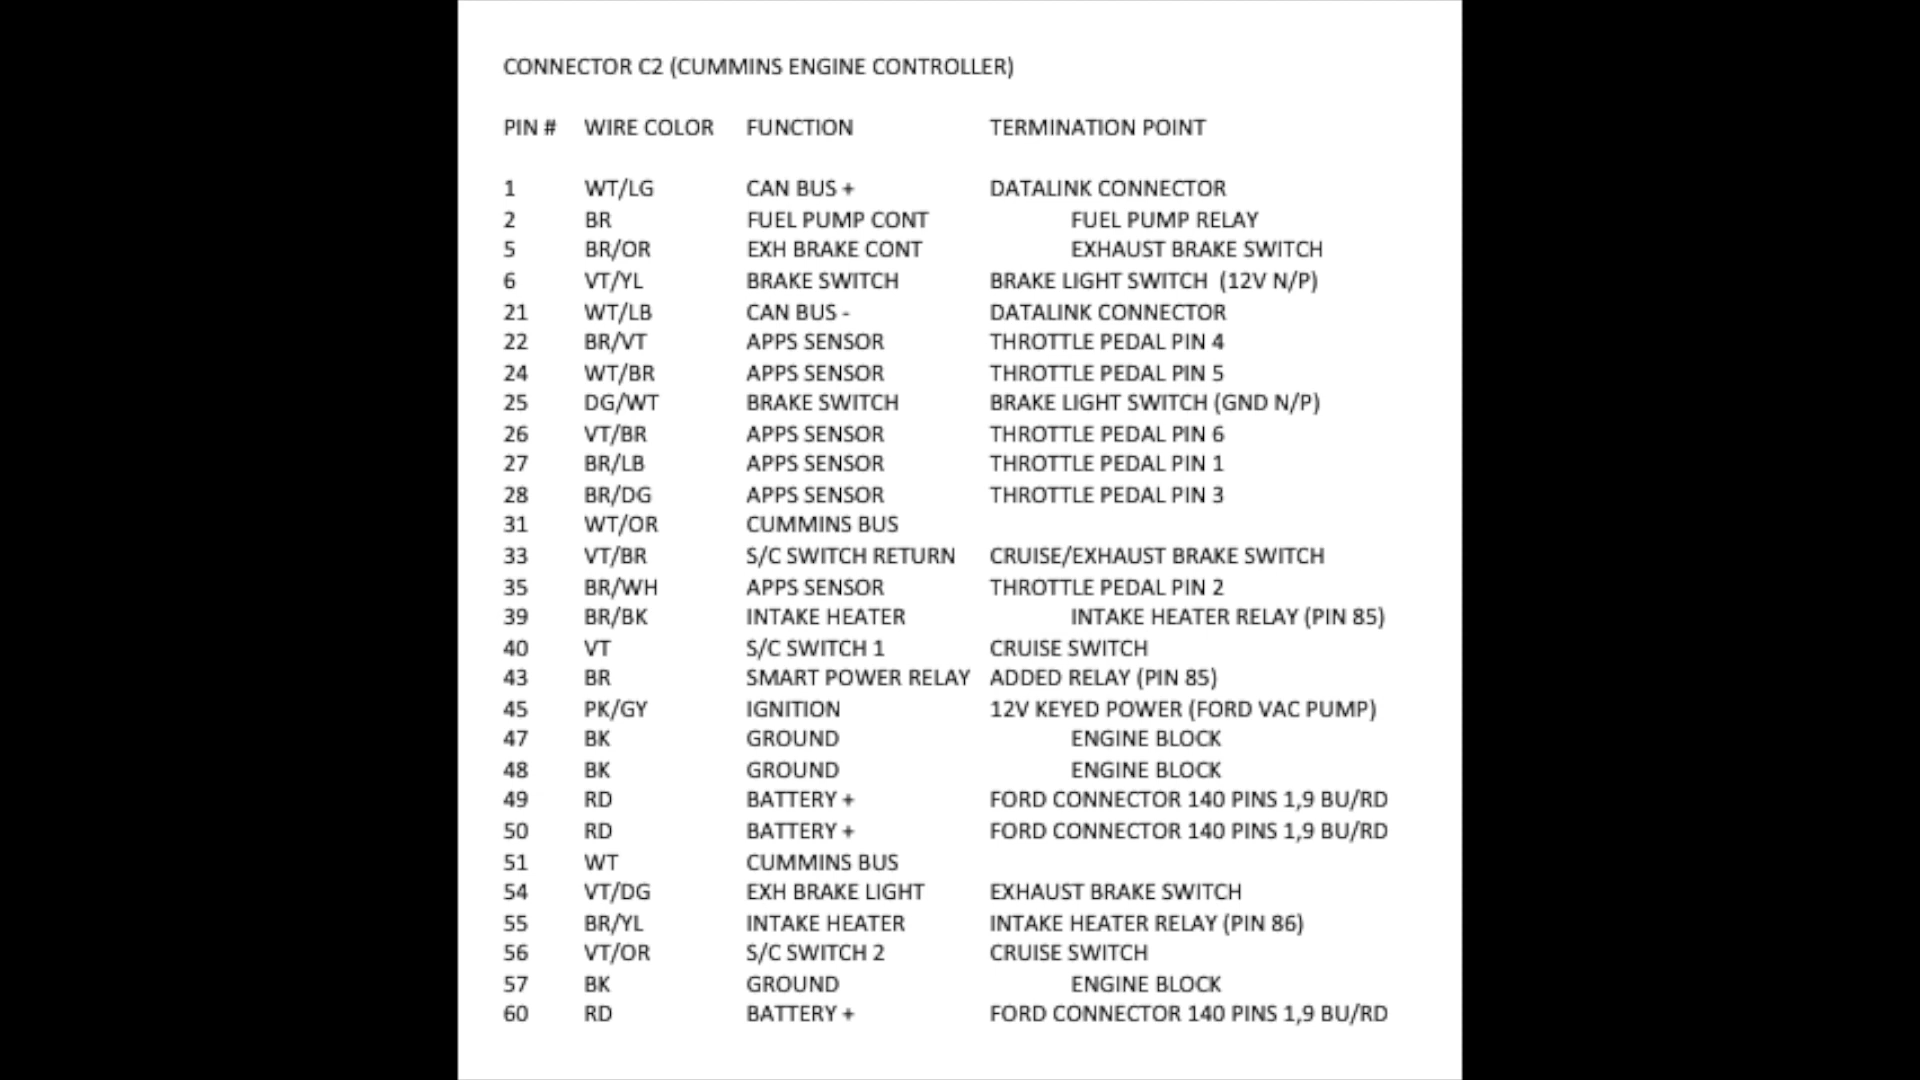 CONNECTOR C2 (CUMMINS ENGINE CONTROLLER)
PIN # WIRE COLOR FUNCTION TERMINATION POINT
1 WT/LG CAN BUS + DATALINK CONNECTOR
2 BR FUEL PUMP CONT FUEL PUMP RELAY
5 BR/OR EXH BRAKE CONT EXHAUST BRAKE SWITCH
6 VT/YL BRAKE SWITCH BRAKE LIGHT SWITCH (12V N/P)
21 WT/LB CAN BUS - DATALINK CONNECTOR
22 BR/VT APPS SENSOR THROTTLE PEDAL PIN 4
24 WT/BR APPS SENSOR THROTTLE PEDAL PIN 5
25 DG/WT BRAKE SWITCH BRAKE LIGHT SWITCH (GND N/P)
26 VT/BR APPS SENSOR THROTTLE PEDAL PIN 6
27 BR/LB APPS SENSOR THROTTLE PEDAL PIN 1
28 BR/DG APPS SENSOR THROTTLE PEDAL PIN 3
31 WT/OR CUMMINS BUS
33 VT/BR S/C SWITCH RETURN CRUISE/EXHAUST BRAKE SWITCH
35 BR/WH APPS SENSOR THROTTLE PEDAL PIN 2
39 BR/BK INTAKE HEATER INTAKE HEATER RELAY (PIN 85)
40 VT S/C SWITCH 1 CRUISE SWITCH
43 BR SMART POWER RELAY ADDED RELAY (PIN 85)
45 PK/GY IGNITION 12V KEYED POWER (FORD VAC PUMP)
47 BK GROUND ENGINE BLOCK
48 BK GROUND ENGINE BLOCK
49 RD BATTERY + FORD CONNECTOR 140 PINS 1,9 BU/RD
50 RD BATTERY + FORD CONNECTOR 140 PINS 1,9 BU/RD
51 WT CUMMINS BUS
54 VT/DG EXH BRAKE LIGHT EXHAUST BRAKE SWITCH
55 BR/YL INTAKE HEATER INTAKE HEATER RELAY (PIN 86)
56 VT/OR S/C SWITCH 2 CRUISE SWITCH
57 BK GROUND ENGINE BLOCK
60 RD BATTERY + FORD CONNECTOR 140 PINS 1,9 BU/RD